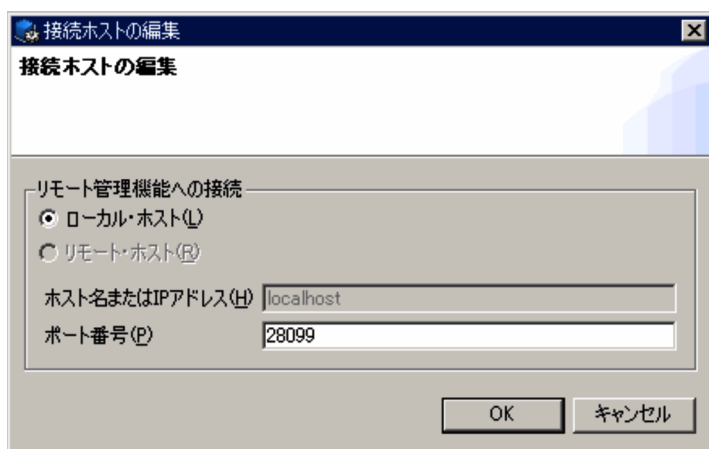 接続ホストの編集
接続ホストの編集
リモート管理機能への接続
ローカル・ホスト(L)
リモート・ホスト(R)
ホスト名またはIPアドレス(H) localhost
ポート番号(P) 28099
OK キャンセル